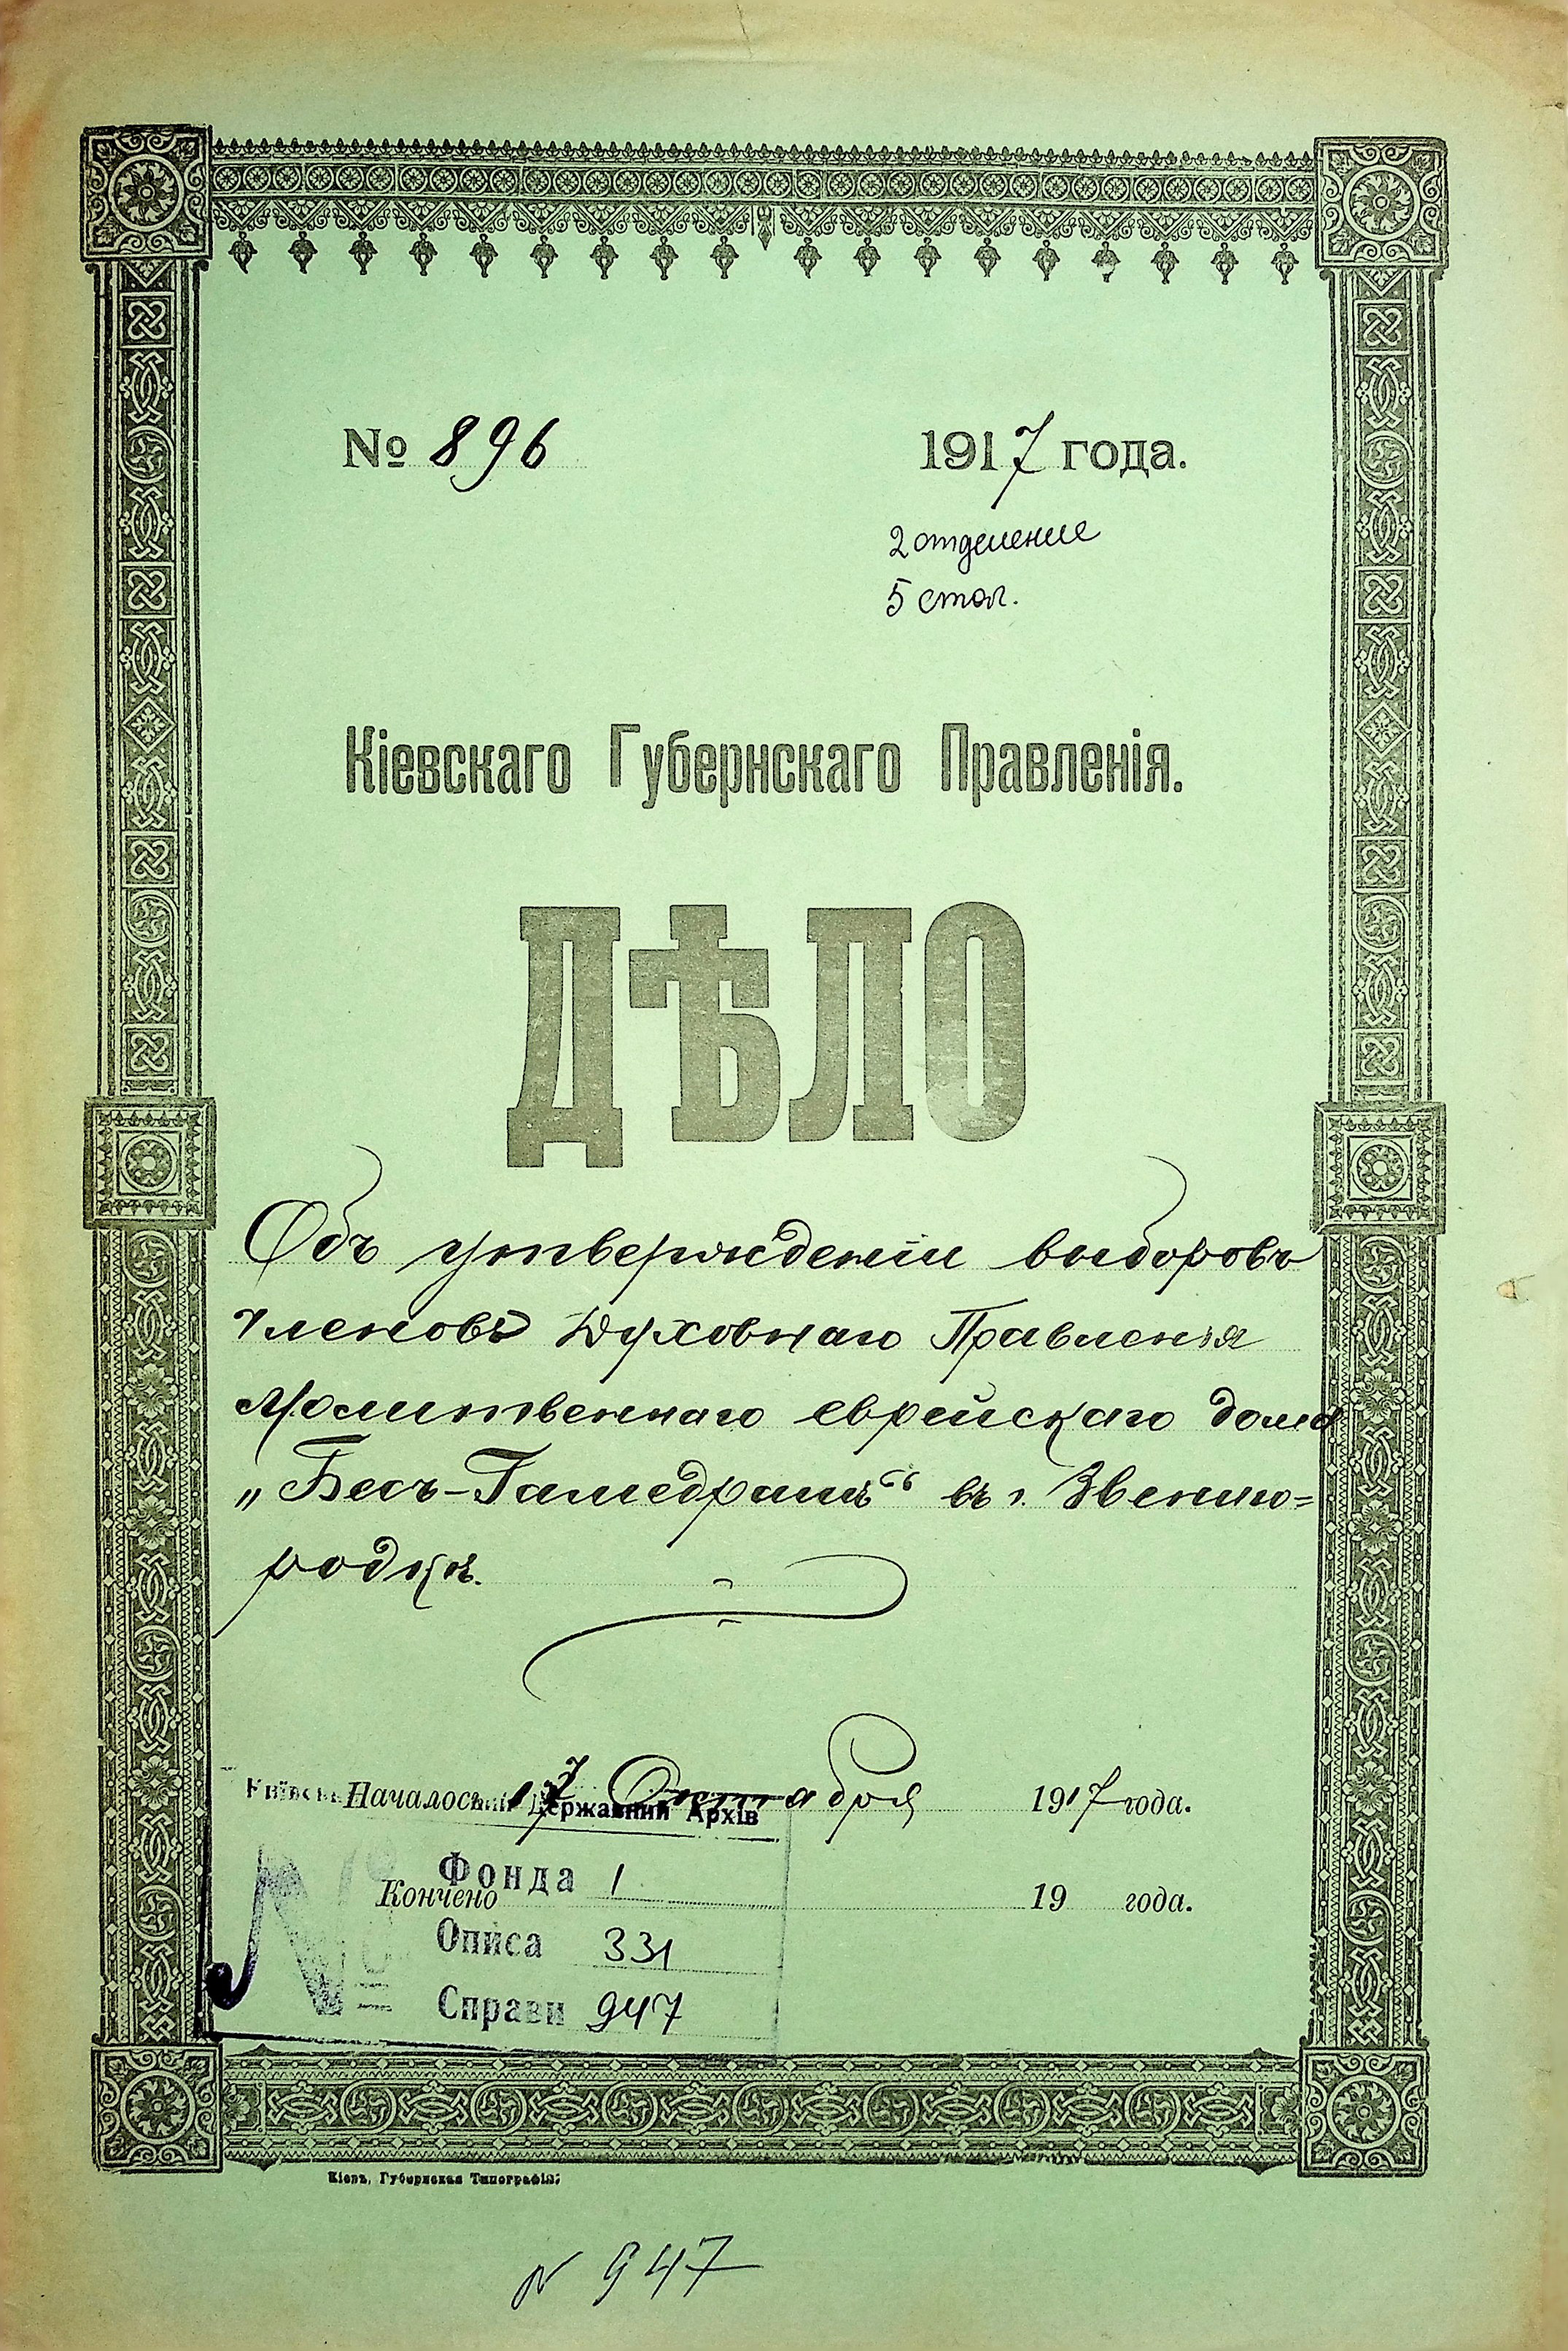 № 896
1917 года.
2 отделение
5 стол.
Кіевскаго Губернскаго Правленія.
ДѢЛО
Объ утвержденіи выборовъ
членовъ Духовнаго Правленія
Молитвеннаго еврейскаго дома
„Бесъ-Гамедрашъ“ въ г. Звениго=
родкѣ.
Началось 17 Октября 1917 года.
Державний Архів
Фонда 1
Кончено 19 года.
Описа 331
Справи 947
Кіевъ, Губернская Типографія.
N 947